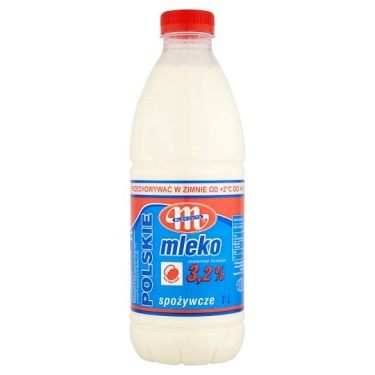 PRZECHOWYWAĆ W ZIMNIE OD +2°C DO
MLEKOVITA
POLSKIE
mleko
3,2%
spożywcze 1 L